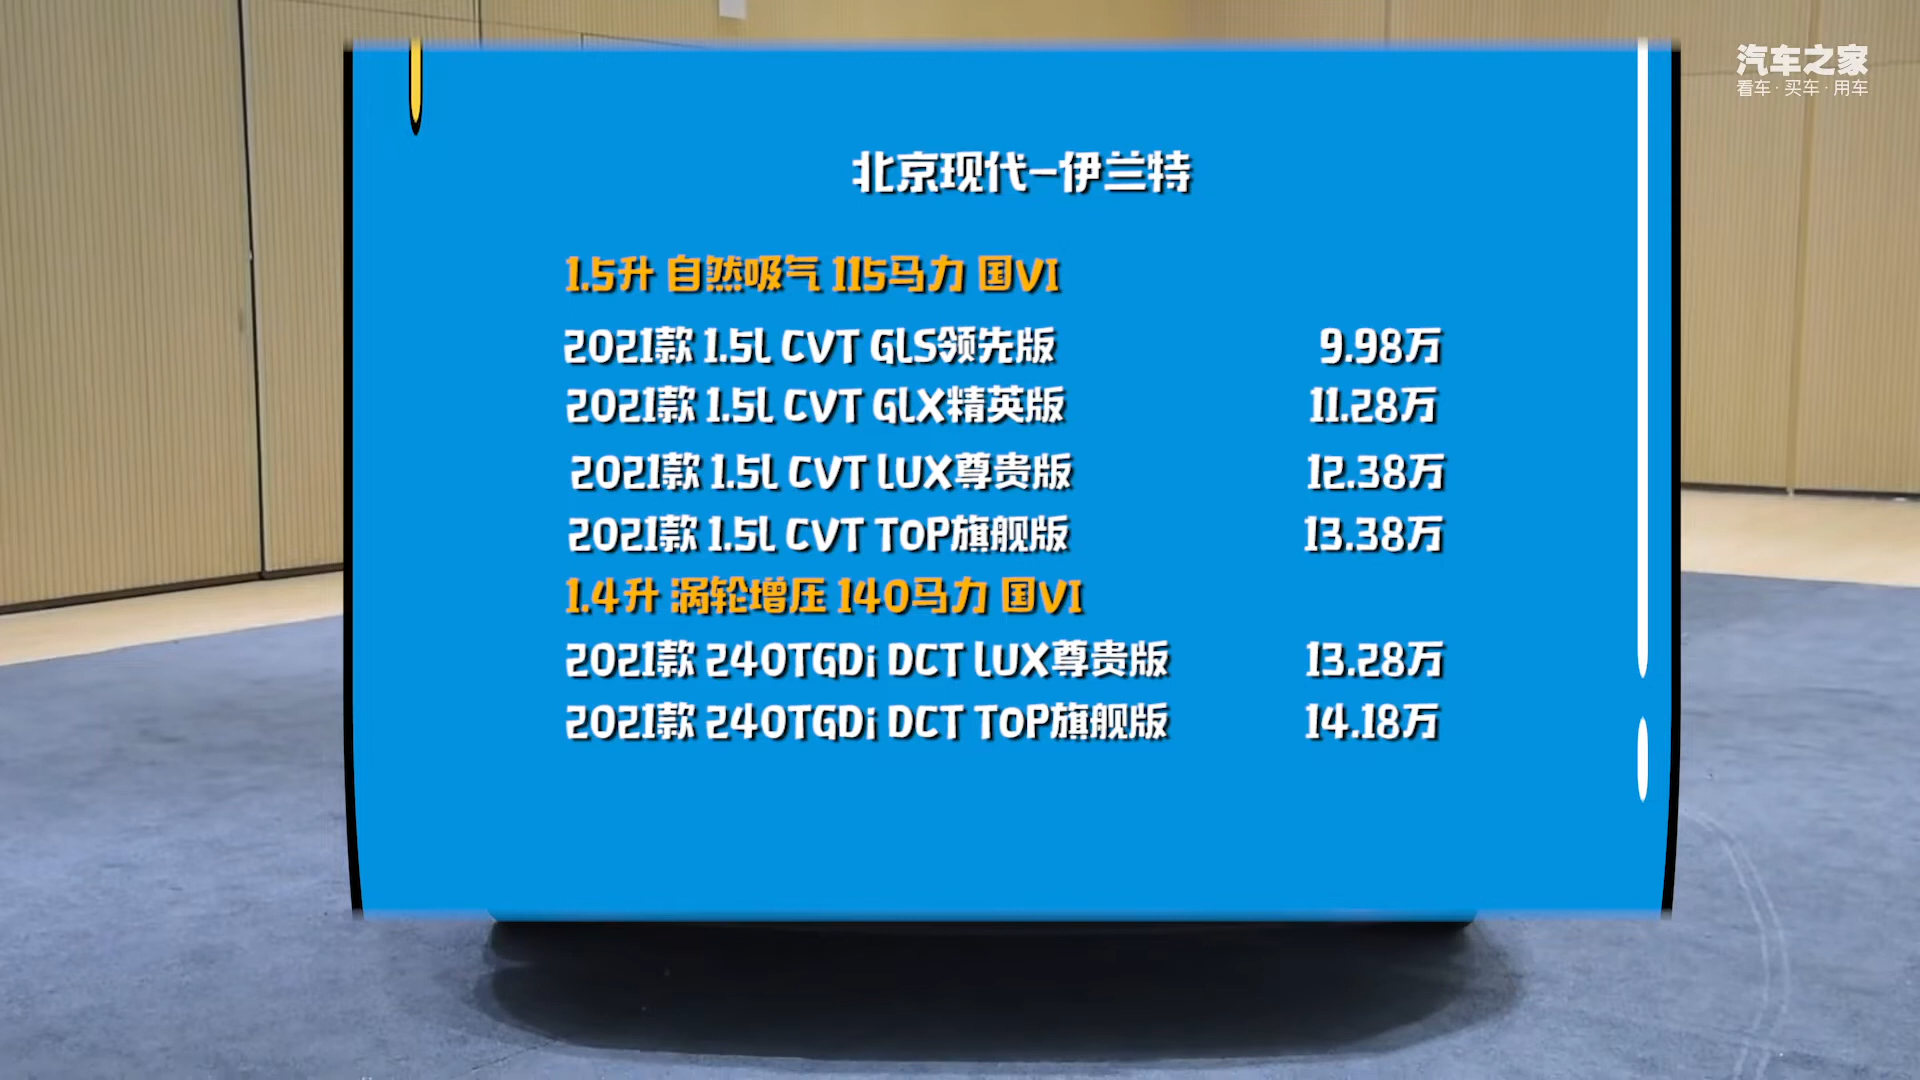 汽车之家
看车·买车·用车
北京现代-伊兰特
1.5升 自然吸气 115马力 国VI
2021款 1.5L CVT GLS领先版 9.98万
2021款 1.5L CVT GLX精英版 11.28万
2021款 1.5L CVT LUX尊贵版 12.38万
2021款 1.5L CVT TOP旗舰版 13.38万
1.4升 涡轮增压 140马力 国VI
2021款 240TGDi DCT LUX尊贵版 13.28万
2021款 240TGDi DCT TOP旗舰版 14.18万